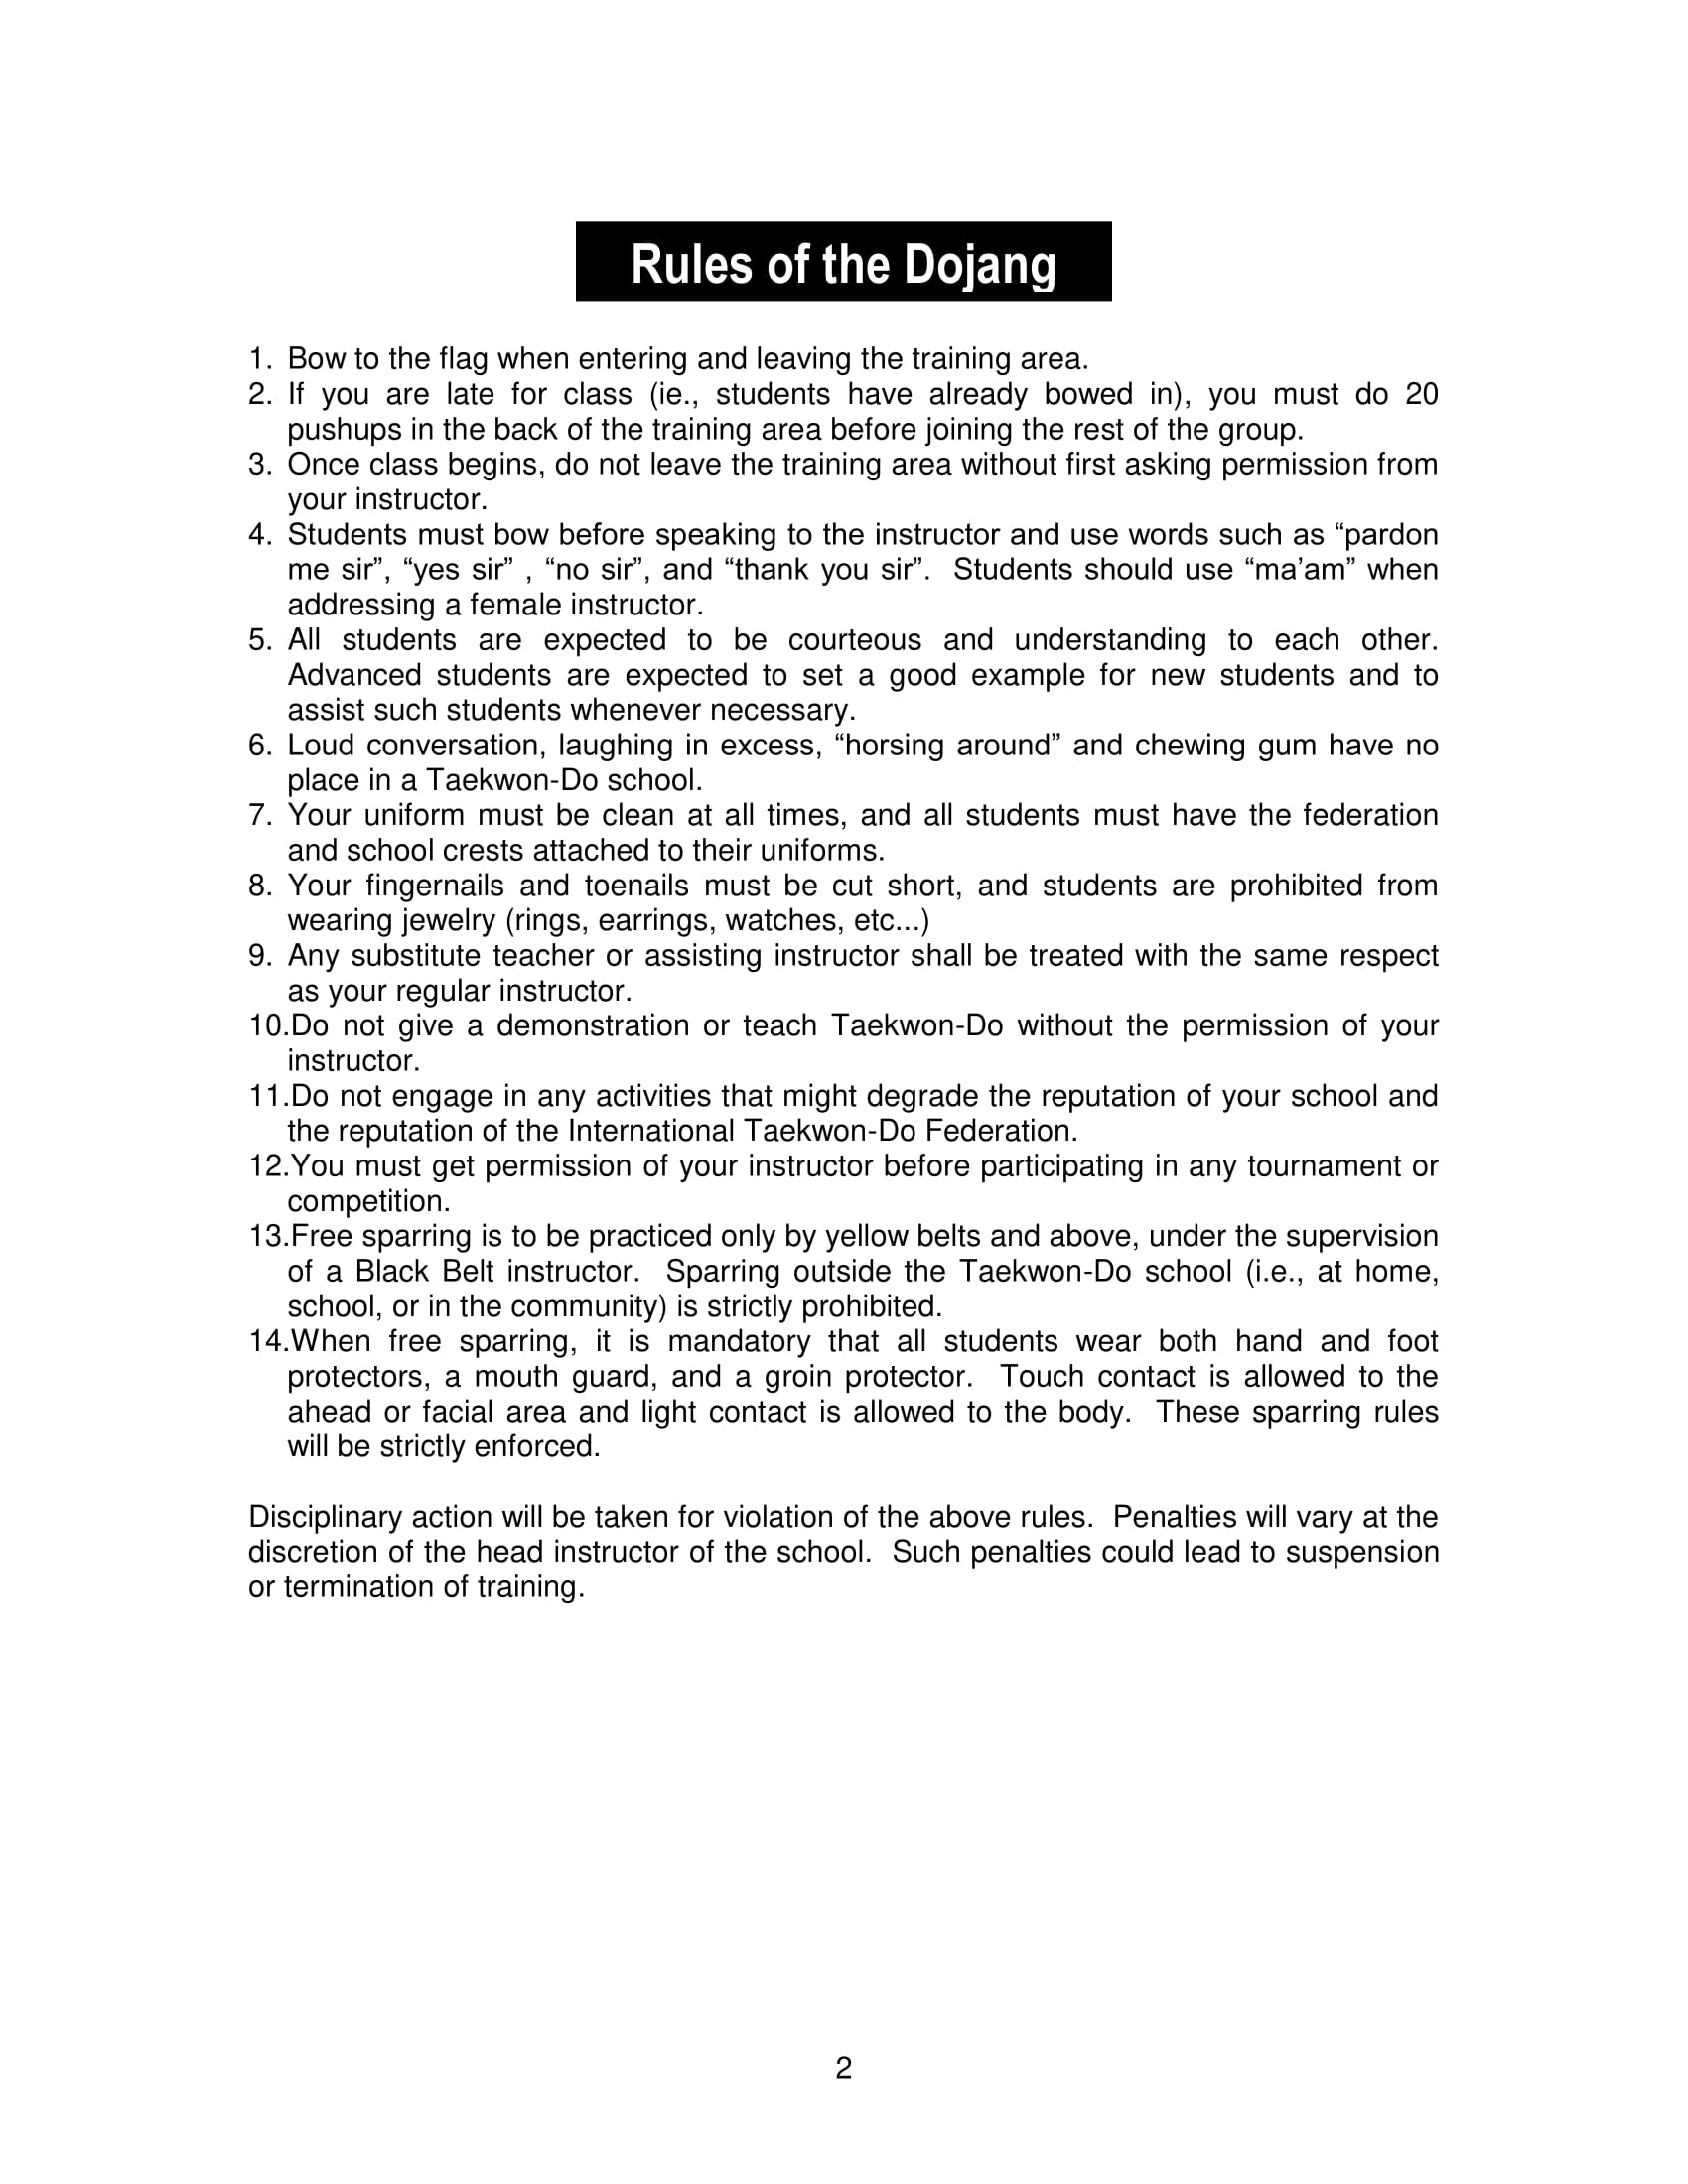 Rules of the Dojang
1. Bow to the flag when entering and leaving the training area.
2. If you are late for class (ie., students have already bowed in), you must do 20
pushups in the back of the training area before joining the rest of the group.
3. Once class begins, do not leave the training area without first asking permission from
your instructor.
4. Students must bow before speaking to the instructor and use words such as “pardon
me sir”, “yes sir” , “no sir”, and “thank you sir”.  Students should use “ma’am” when
addressing a female instructor.
5. All students are expected to be courteous and understanding to each other.
Advanced students are expected to set a good example for new students and to
assist such students whenever necessary.
6. Loud conversation, laughing in excess, “horsing around” and chewing gum have no
place in a Taekwon-Do school.
7. Your uniform must be clean at all times, and all students must have the federation
and school crests attached to their uniforms.
8. Your fingernails and toenails must be cut short, and students are prohibited from
wearing jewelry (rings, earrings, watches, etc...)
9. Any substitute teacher or assisting instructor shall be treated with the same respect
as your regular instructor.
10.Do not give a demonstration or teach Taekwon-Do without the permission of your
instructor.
11.Do not engage in any activities that might degrade the reputation of your school and
the reputation of the International Taekwon-Do Federation.
12.You must get permission of your instructor before participating in any tournament or
competition.
13.Free sparring is to be practiced only by yellow belts and above, under the supervision
of a Black Belt instructor.  Sparring outside the Taekwon-Do school (i.e., at home,
school, or in the community) is strictly prohibited.
14.When free sparring, it is mandatory that all students wear both hand and foot
protectors, a mouth guard, and a groin protector.  Touch contact is allowed to the
ahead or facial area and light contact is allowed to the body.  These sparring rules
will be strictly enforced.
Disciplinary action will be taken for violation of the above rules.  Penalties will vary at the
discretion of the head instructor of the school.  Such penalties could lead to suspension
or termination of training.
2